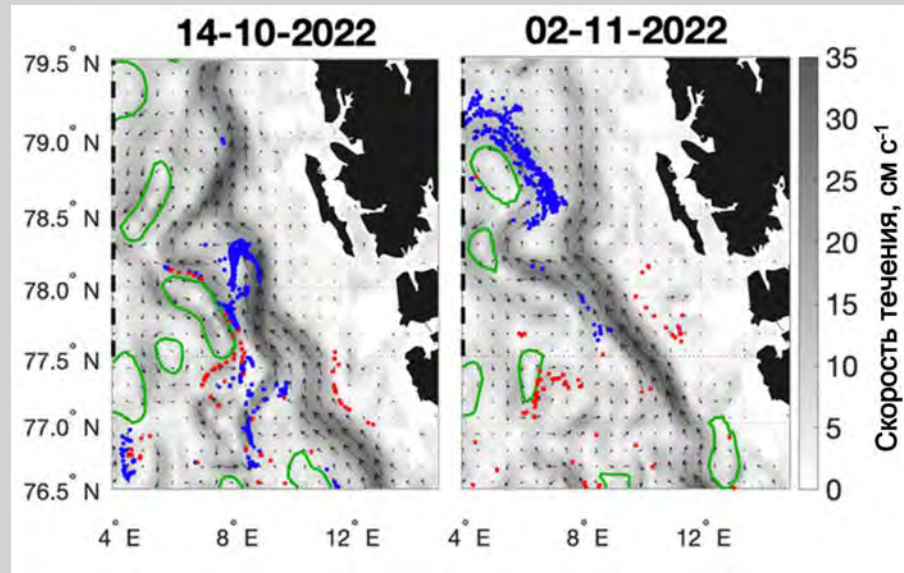 14-10-2022
02-11-2022
79.5° N
79.0° N
78.5° N
78.0° N
77.5° N
77.0° N
76.5° N
4° E
8° E
12° E
4° E
8° E
12° E
35
30
25
20
15
10
5
0
Скорость течения, см с⁻¹